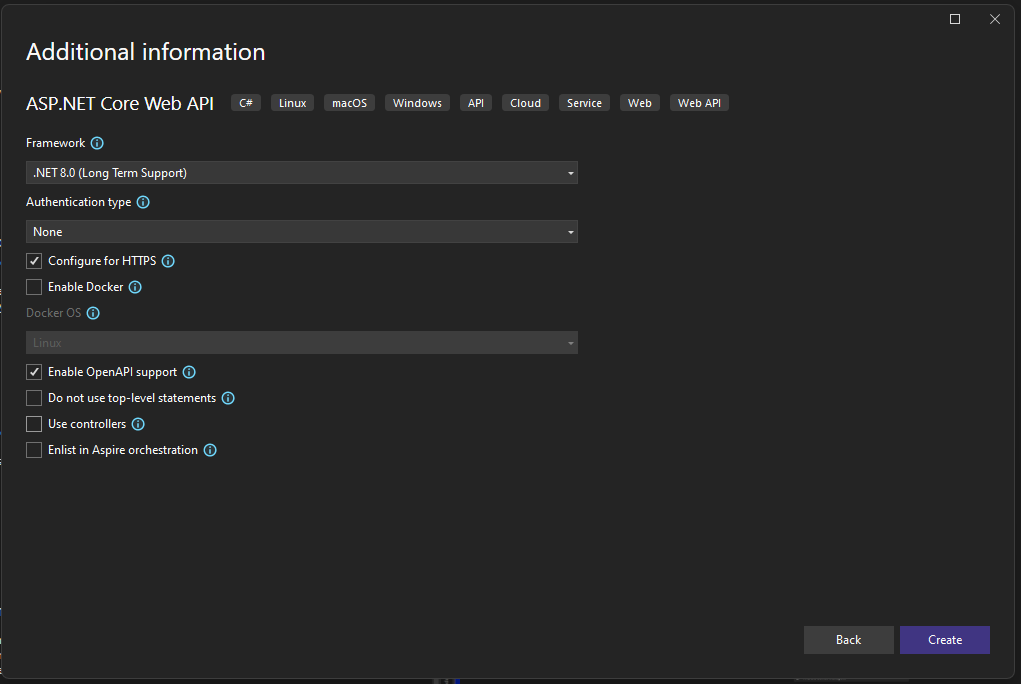 Additional information
ASP.NET Core Web API C# Linux macOS Windows API Cloud Service Web Web API
Framework
.NET 8.0 (Long Term Support)
Authentication type
None
Configure for HTTPS
Enable Docker
Docker OS
Linux
Enable OpenAPI support
Do not use top-level statements
Use controllers
Enlist in Aspire orchestration
Back Create